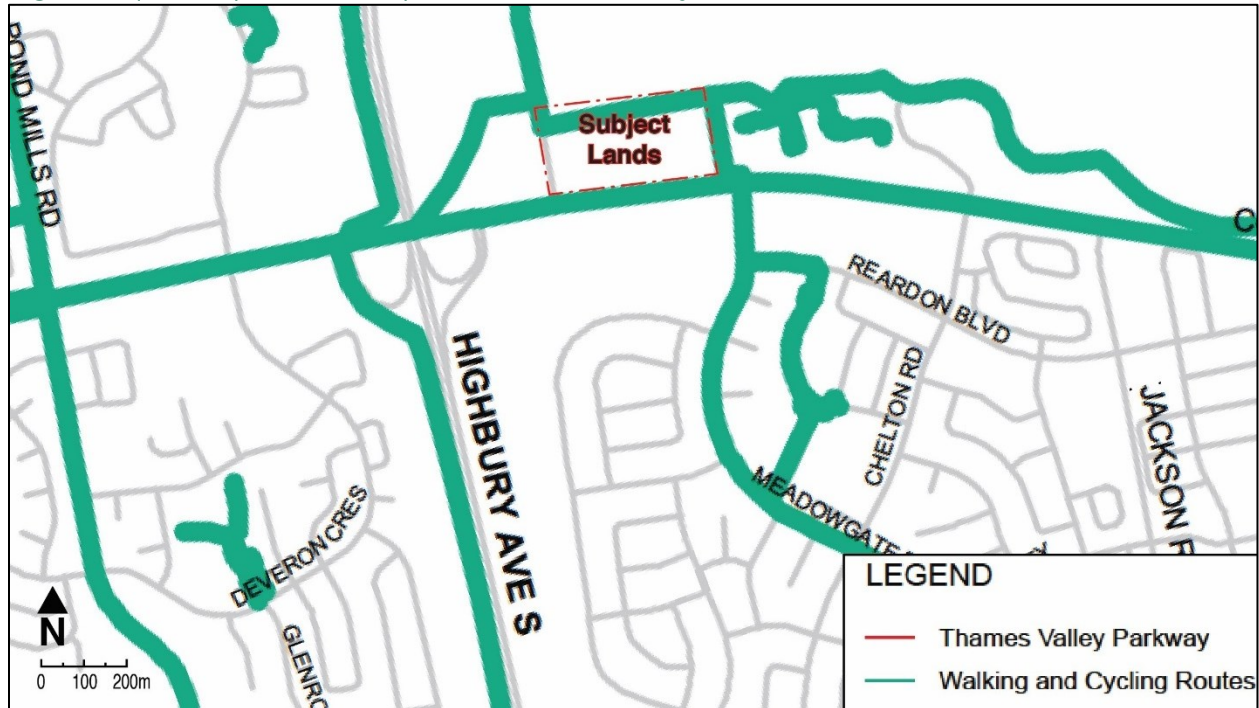 POND MILLS RD
Subject
Lands
C
REARDON BLVD
HIGHBURY AVE S
CHELTON RD
JACKSON R
MEADOWGATE
DEVERON CRES
GLENRO
N
0 100 200m
LEGEND
Thames Valley Parkway
Walking and Cycling Routes